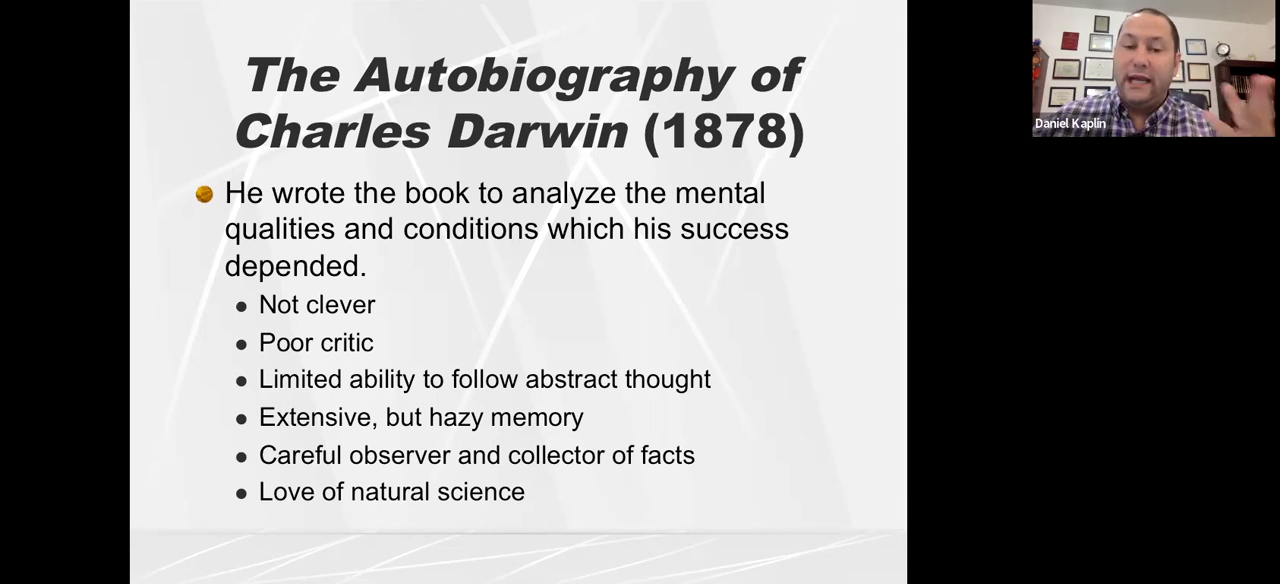 The Autobiography of
Charles Darwin (1878)
He wrote the book to analyze the mental
qualities and conditions which his success
depended.
Not clever
Poor critic
Limited ability to follow abstract thought
Extensive, but hazy memory
Careful observer and collector of facts
Love of natural science
Daniel Kaplin